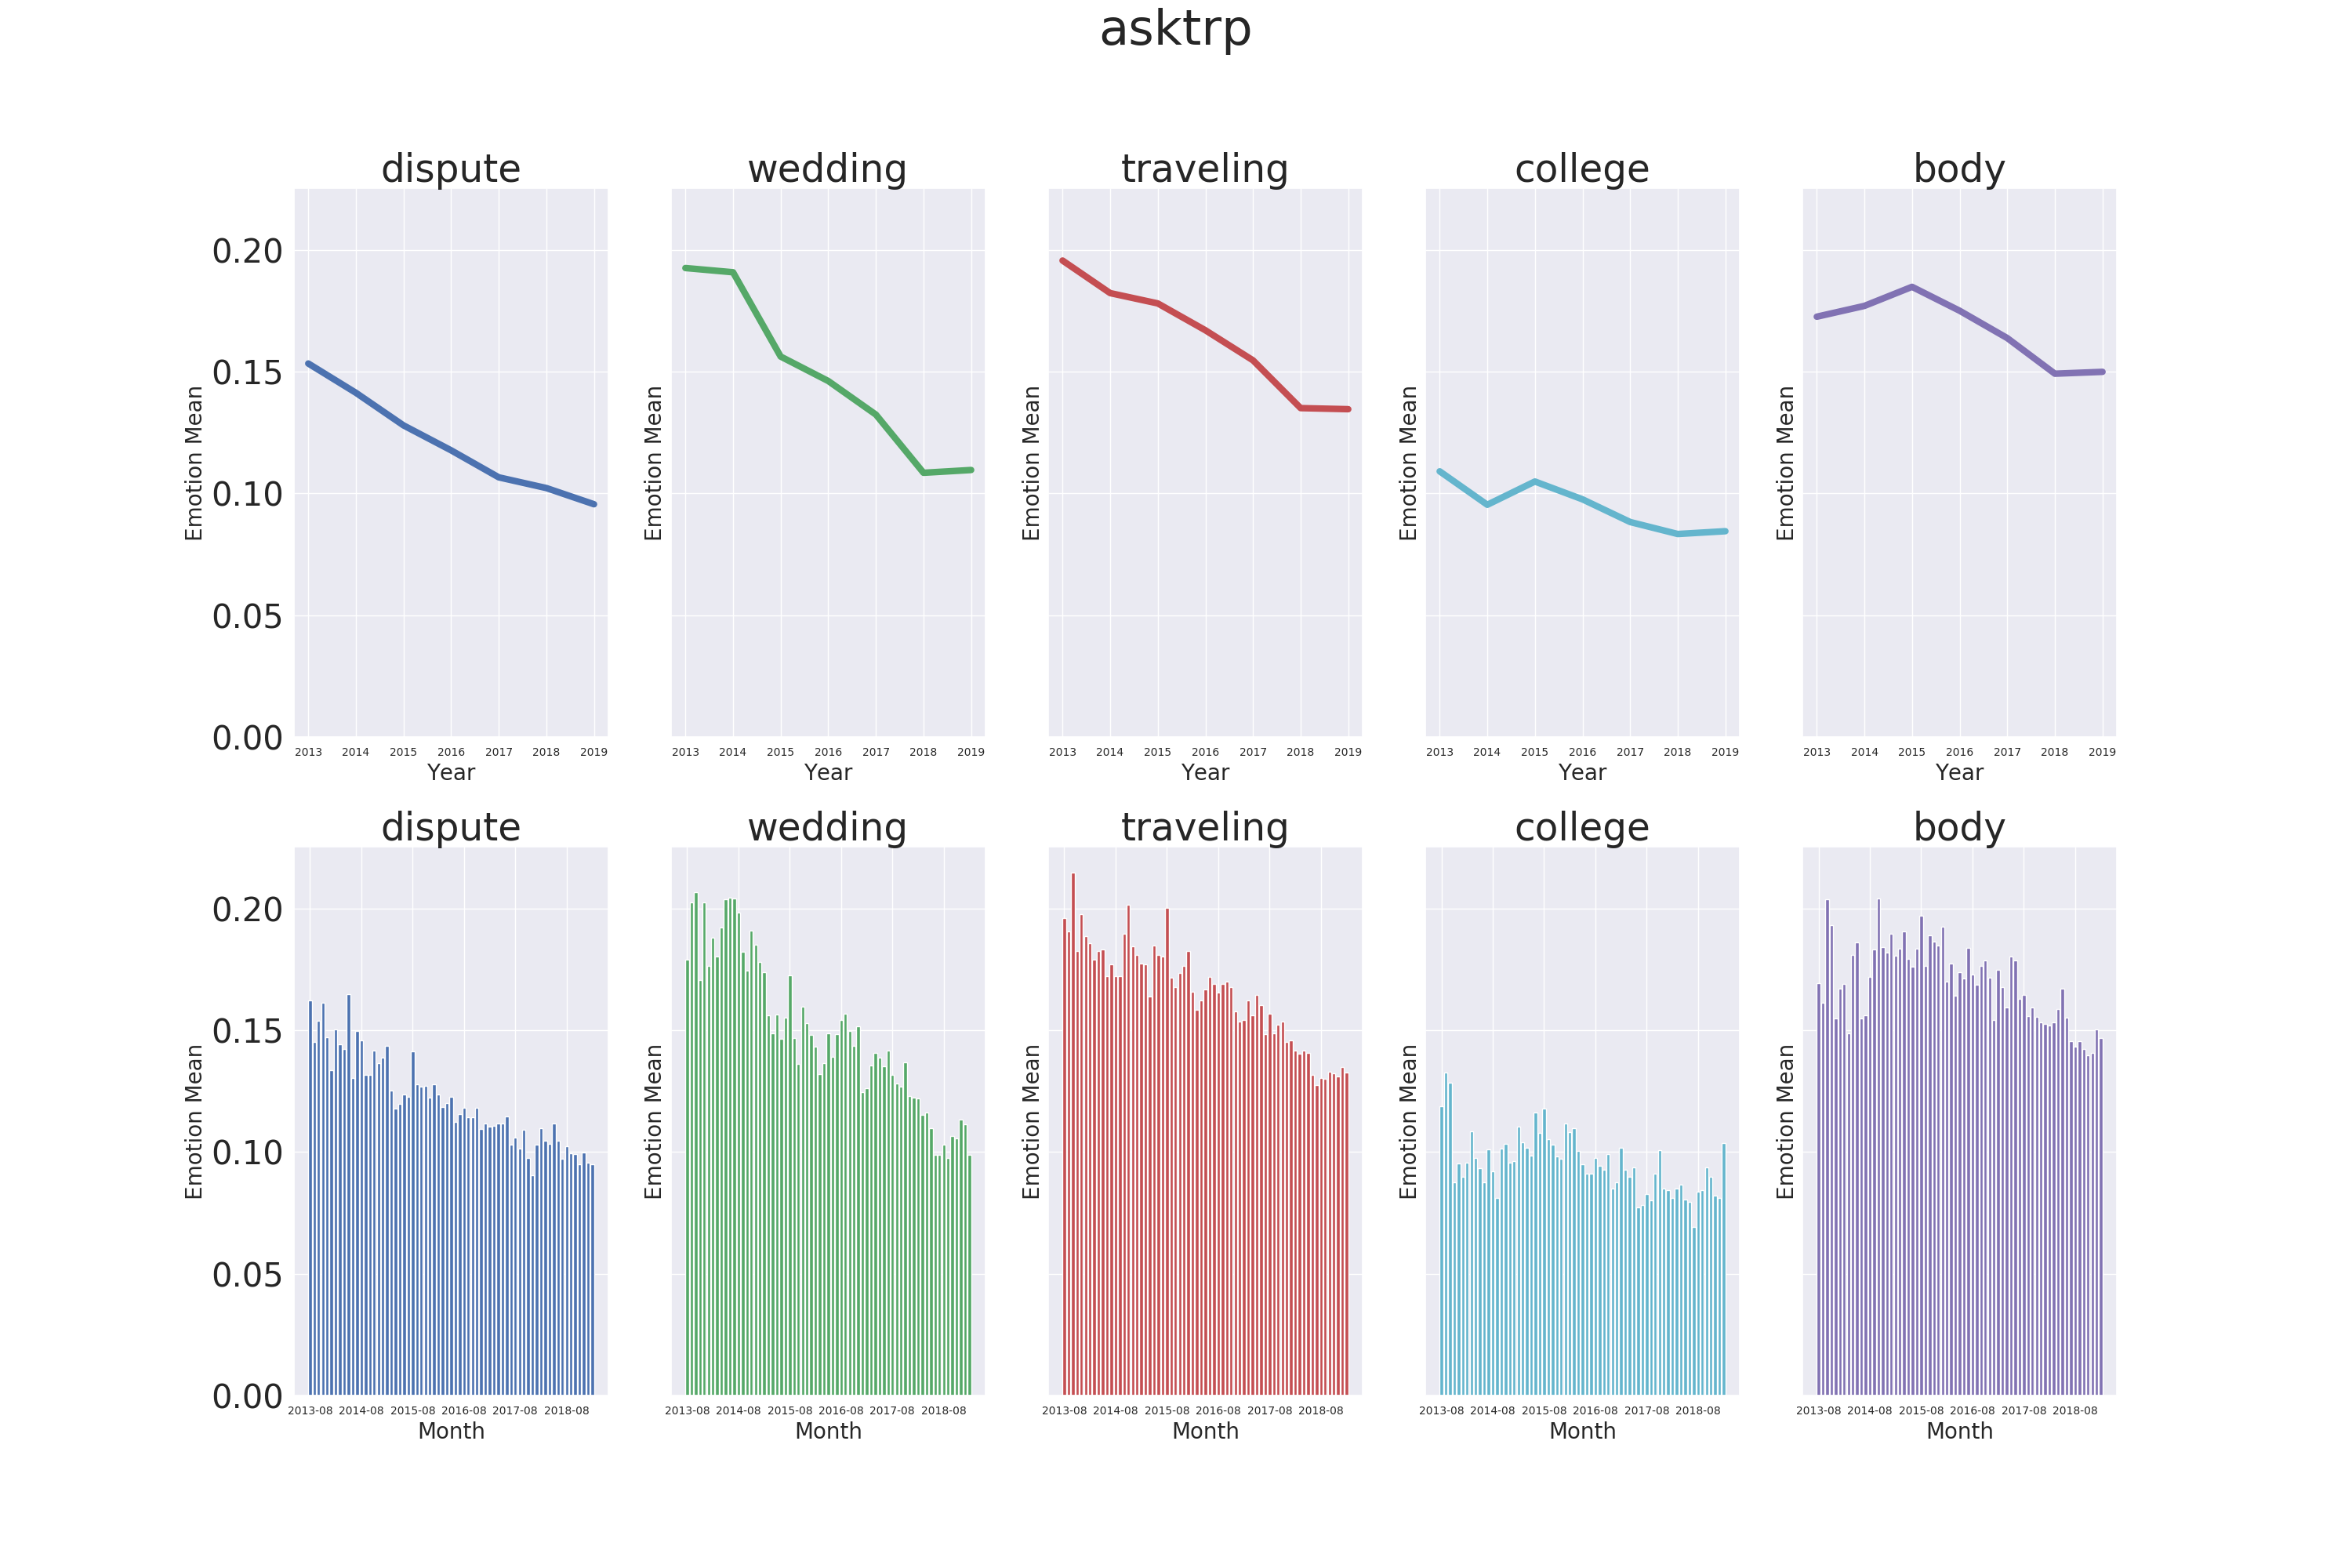 asktrp
dispute wedding traveling college body
0.20
0.15
0.10
0.05
0.00
Emotion Mean Emotion Mean Emotion Mean Emotion Mean Emotion Mean
2013 2014 2015 2016 2017 2018 2019 2013 2014 2015 2016 2017 2018 2019 2013 2014 2015 2016 2017 2018 2019 2013 2014 2015 2016 2017 2018 2019 2013 2014 2015 2016 2017 2018 2019
Year Year Year Year Year
dispute wedding traveling college body
0.20
0.15
0.10
0.05
0.00
Emotion Mean Emotion Mean Emotion Mean Emotion Mean Emotion Mean
2013-08 2014-08 2015-08 2016-08 2017-08 2018-08 2013-08 2014-08 2015-08 2016-08 2017-08 2018-08 2013-08 2014-08 2015-08 2016-08 2017-08 2018-08 2013-08 2014-08 2015-08 2016-08 2017-08 2018-08 2013-08 2014-08 2015-08 2016-08 2017-08 2018-08
Month Month Month Month Month